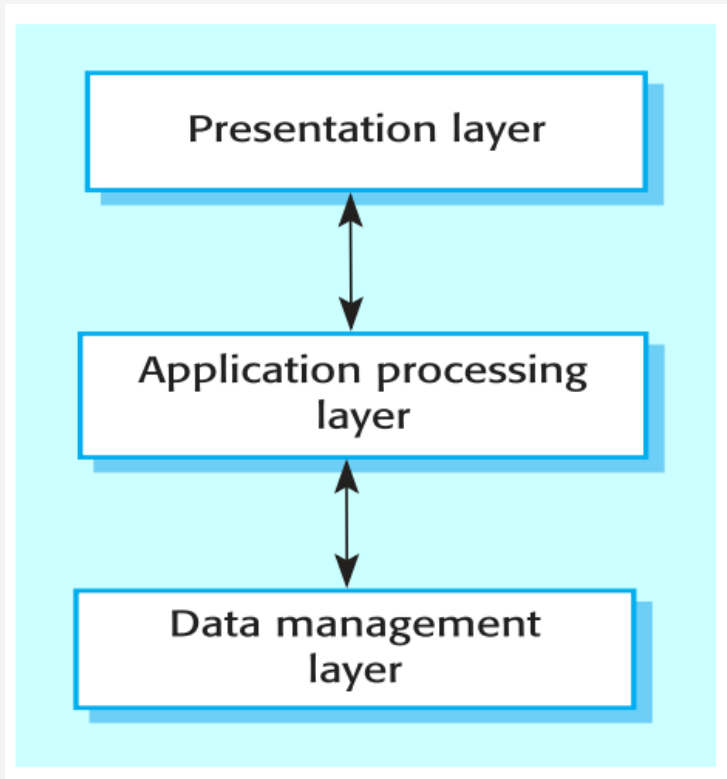 Presentation layer
Application processing
layer
Data management
layer